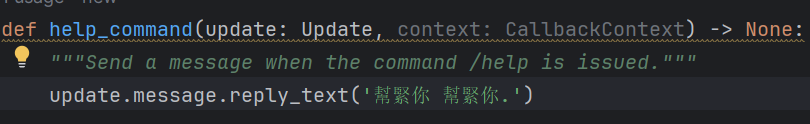 def help_command(update: Update, context: CallbackContext) -> None:
"""Send a message when the command /help is issued."""
update.message.reply_text('幫緊你 幫緊你.')